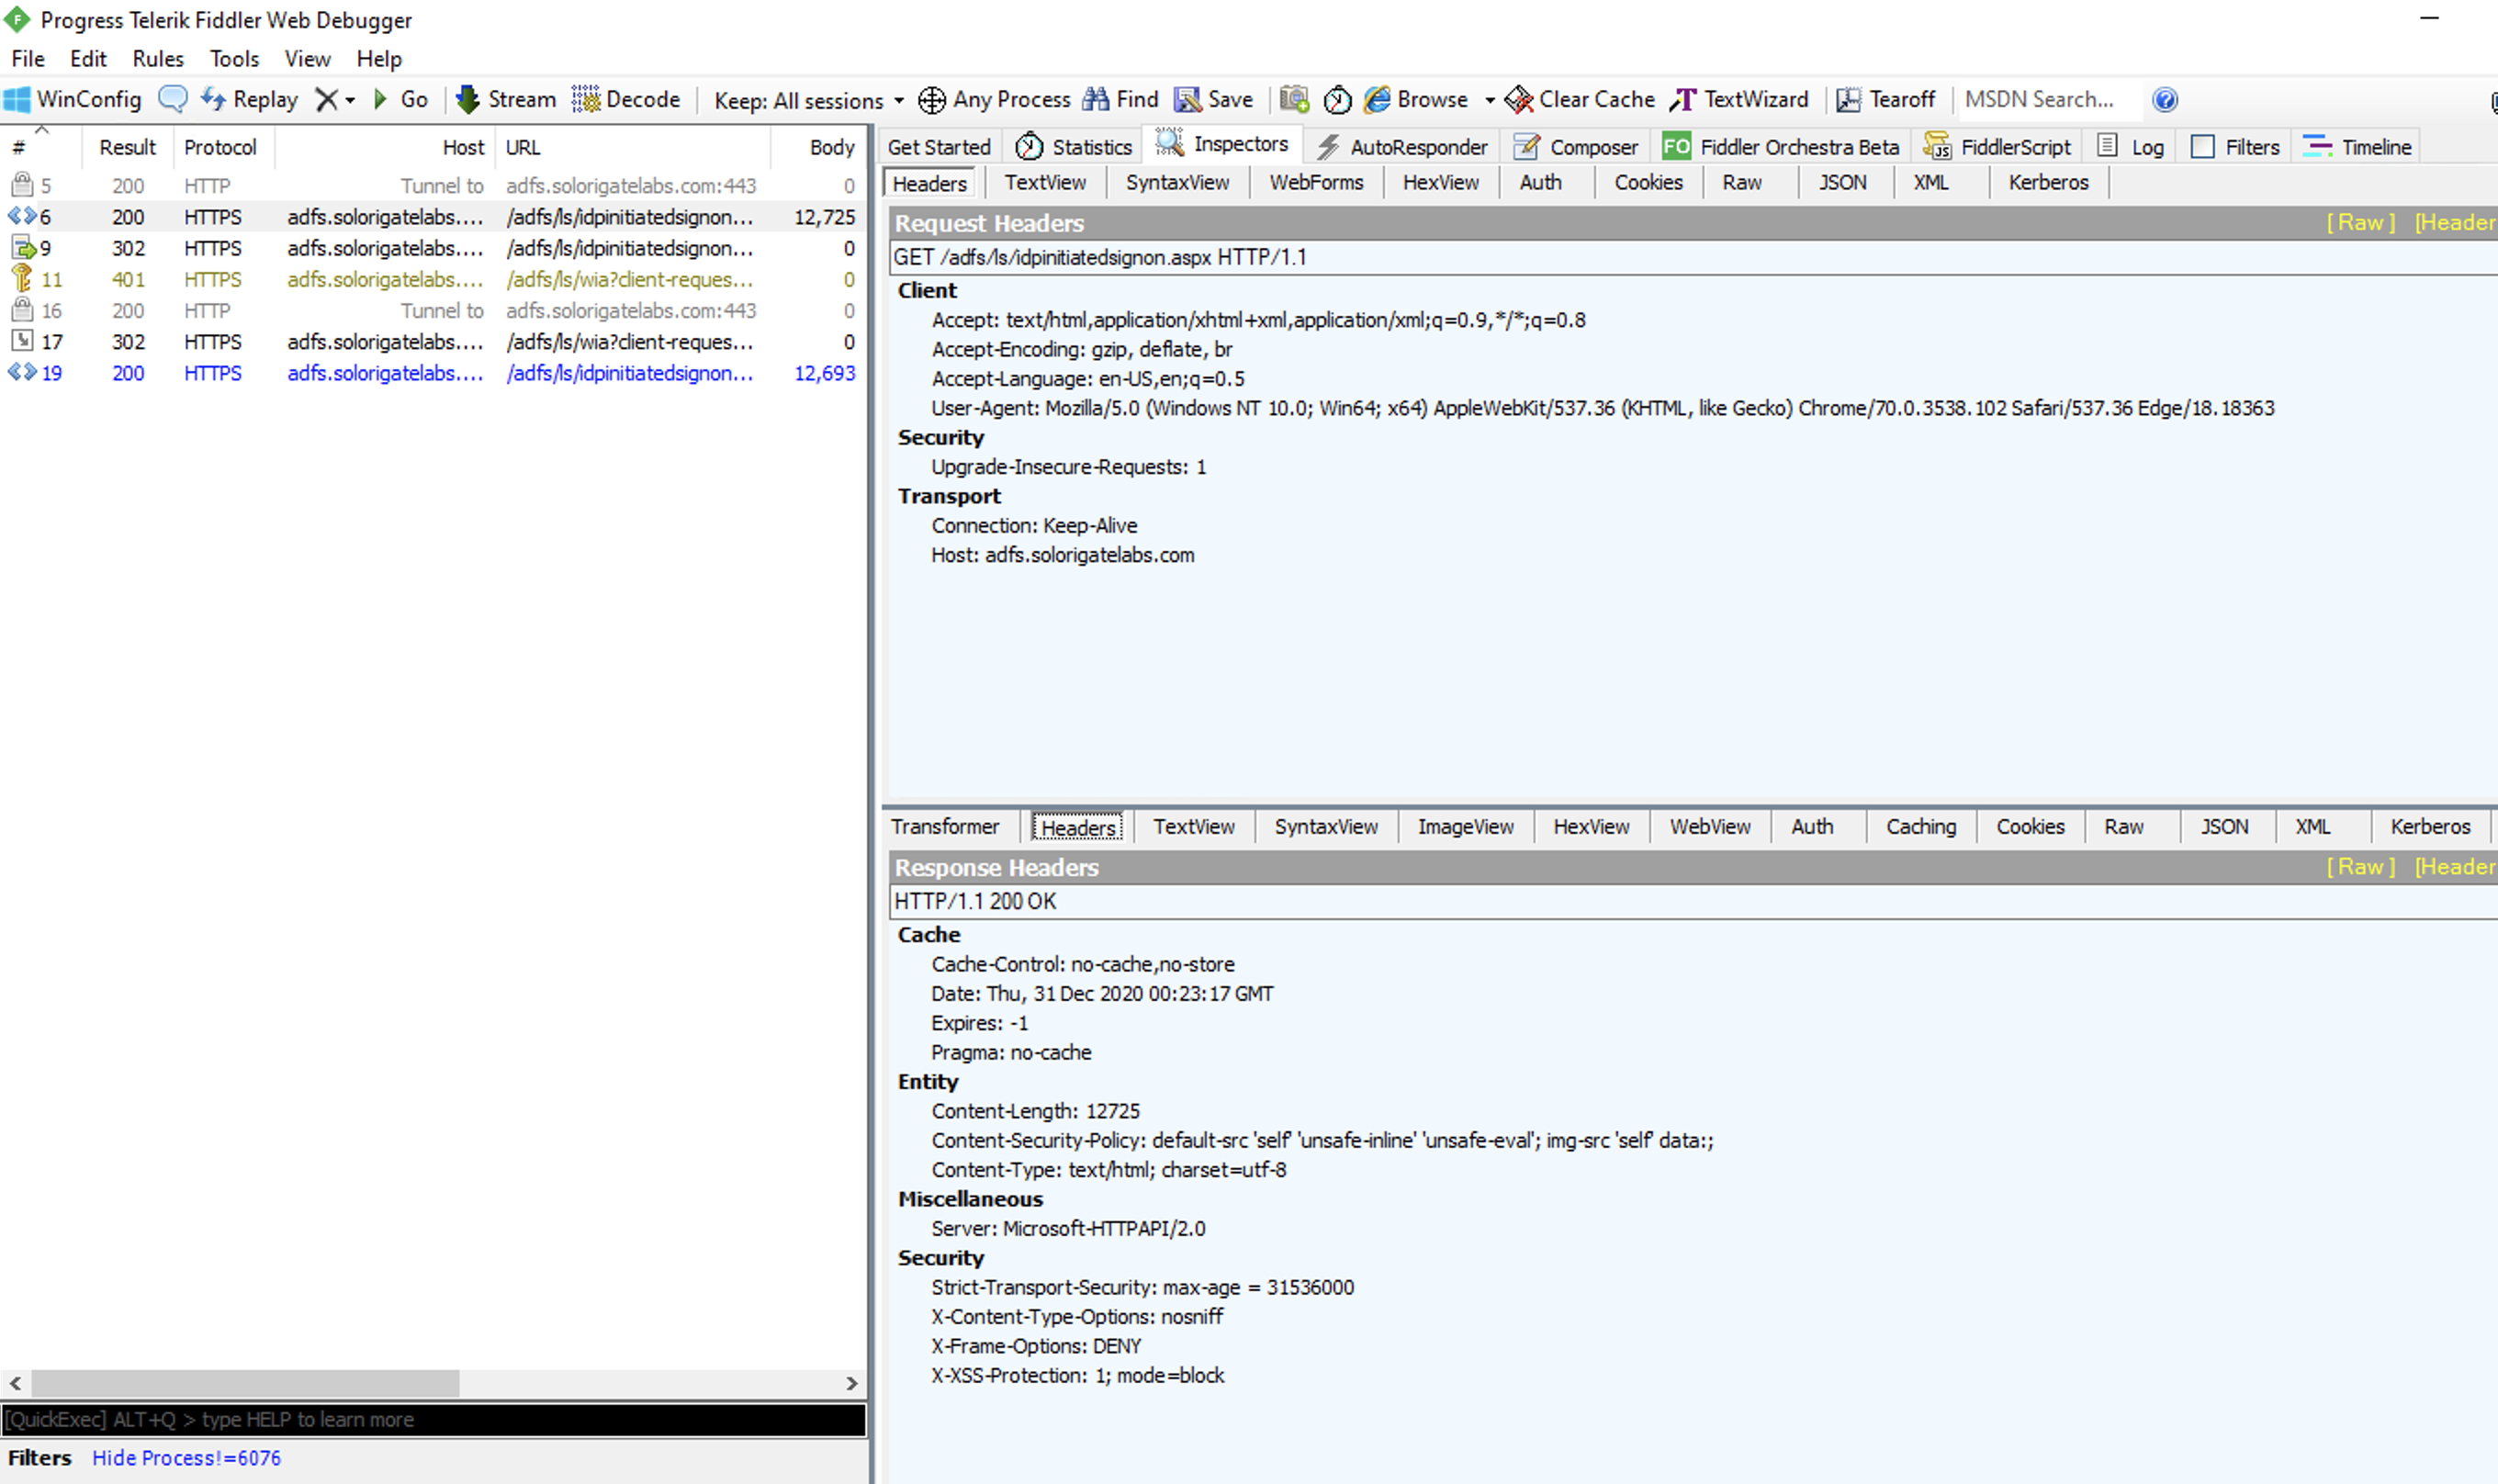 Progress Telerik Fiddler Web Debugger
File Edit Rules Tools View Help
WinConfig Replay Go Stream Decode Keep: All sessions Any Process Find Save Browse Clear Cache TextWizard Tearoff MSDN Search...
# Result Protocol Host URL Body
5 200 HTTP Tunnel to adfs.solorigatelabs.com:443 0
6 200 HTTPS adfs.solorigatelabs.... /adfs/ls/idpinitiatedsignon... 12,725
9 302 HTTPS adfs.solorigatelabs.... /adfs/ls/idpinitiatedsignon... 0
11 401 HTTPS adfs.solorigatelabs.... /adfs/ls/wia?client-reques... 0
16 200 HTTP Tunnel to adfs.solorigatelabs.com:443 0
17 302 HTTPS adfs.solorigatelabs.... /adfs/ls/wia?client-reques... 0
19 200 HTTPS adfs.solorigatelabs.... /adfs/ls/idpinitiatedsignon... 12,693
[QuickExec] ALT+Q > type HELP to learn more
Filters Hide Process!=6076
Get Started Statistics Inspectors AutoResponder Composer FO Fiddler Orchestra Beta FiddlerScript Log Filters Timeline
Headers TextView SyntaxView WebForms HexView Auth Cookies Raw JSON XML Kerberos
Request Headers [ Raw ] [Header
GET /adfs/ls/idpinitiatedsignon.aspx HTTP/1.1
Client
Accept: text/html,application/xhtml+xml,application/xml;q=0.9,*/*;q=0.8
Accept-Encoding: gzip, deflate, br
Accept-Language: en-US,en;q=0.5
User-Agent: Mozilla/5.0 (Windows NT 10.0; Win64; x64) AppleWebKit/537.36 (KHTML, like Gecko) Chrome/70.0.3538.102 Safari/537.36 Edge/18.18363
Security
Upgrade-Insecure-Requests: 1
Transport
Connection: Keep-Alive
Host: adfs.solorigatelabs.com
Transformer Headers TextView SyntaxView ImageView HexView WebView Auth Caching Cookies Raw JSON XML Kerberos
Response Headers [ Raw ] [Header
HTTP/1.1 200 OK
Cache
Cache-Control: no-cache,no-store
Date: Thu, 31 Dec 2020 00:23:17 GMT
Expires: -1
Pragma: no-cache
Entity
Content-Length: 12725
Content-Security-Policy: default-src 'self' 'unsafe-inline' 'unsafe-eval'; img-src 'self' data:;
Content-Type: text/html; charset=utf-8
Miscellaneous
Server: Microsoft-HTTPAPI/2.0
Security
Strict-Transport-Security: max-age = 31536000
X-Content-Type-Options: nosniff
X-Frame-Options: DENY
X-XSS-Protection: 1; mode=block